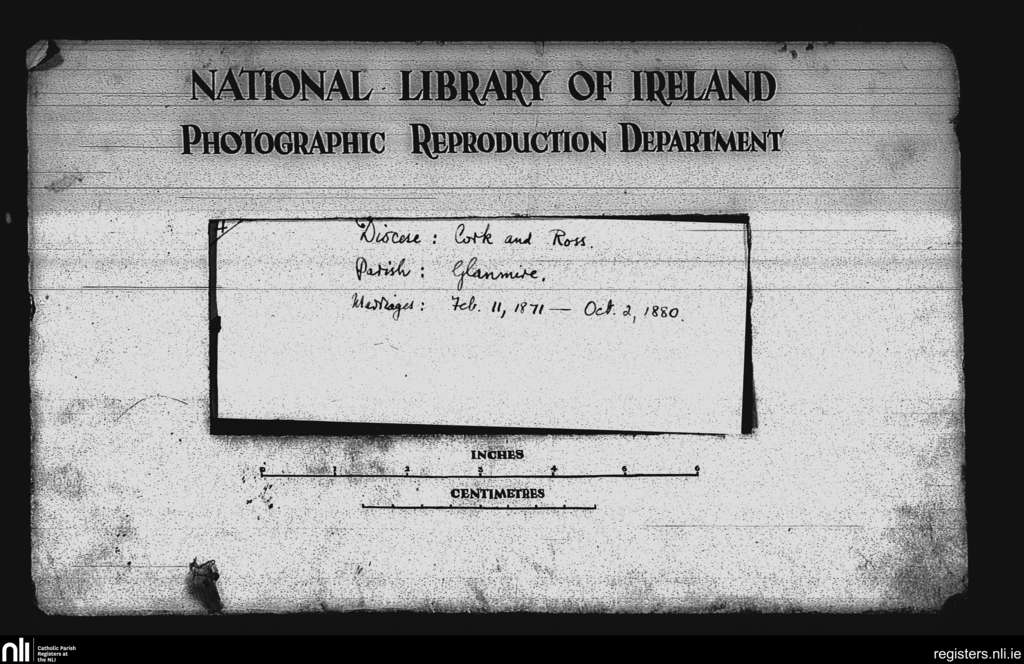 NATIONAL LIBRARY OF IRELAND
PHOTOGRAPHIC REPRODUCTION DEPARTMENT
4
Diocese : Cork and Ross.
Parish : Glanmire.
Marriages : Feb. 11, 1871 — Oct. 2, 1880.
INCHES
0 1 2 3 4 5 6
CENTIMETRES
nli
Catholic Parish
Registers at
the NLI
registers.nli.ie